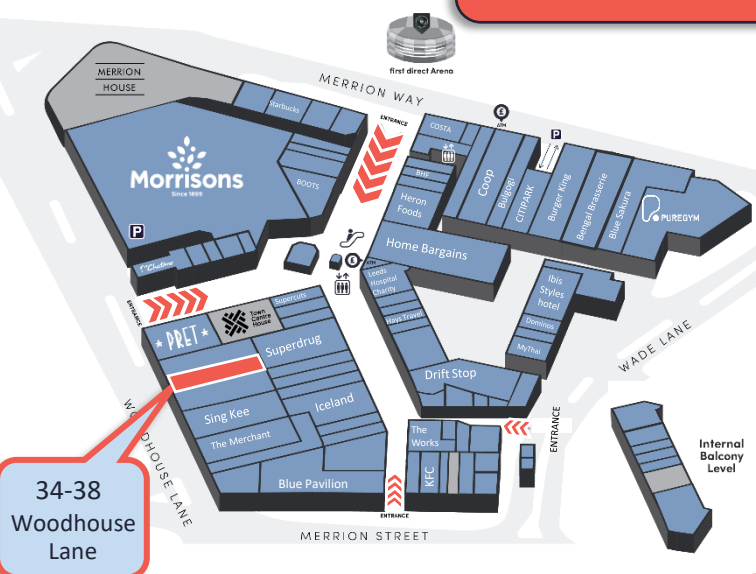 first direct Arena
MERRION
HOUSE
MERRION WAY
Starbucks
ENTRANCE
COSTA
£
ATM
P
Morrisons
Since 1899
BOOTS
BHF
Heron
Foods
Coop
Bulgogi
CITIPARK
Burger King
Bengal Brasserie
Blue Sakura
PUREGYM
P
Home Bargains
£
ATM
Leeds
Hospital
Charity
Ibis
Styles
hotel
Hays Travel
Dominos
MyThai
ENTRANCE
PRET
Town
Centre
House
Supercuts
Superdrug
Drift Stop
WADE LANE
Sing Kee
Iceland
The Merchant
The
Works
KFC
ENTRANCE
Blue Pavilion
WOODHOUSE LANE
Internal
Balcony
Level
34-38
Woodhouse
Lane
ENTRANCE
MERRION STREET